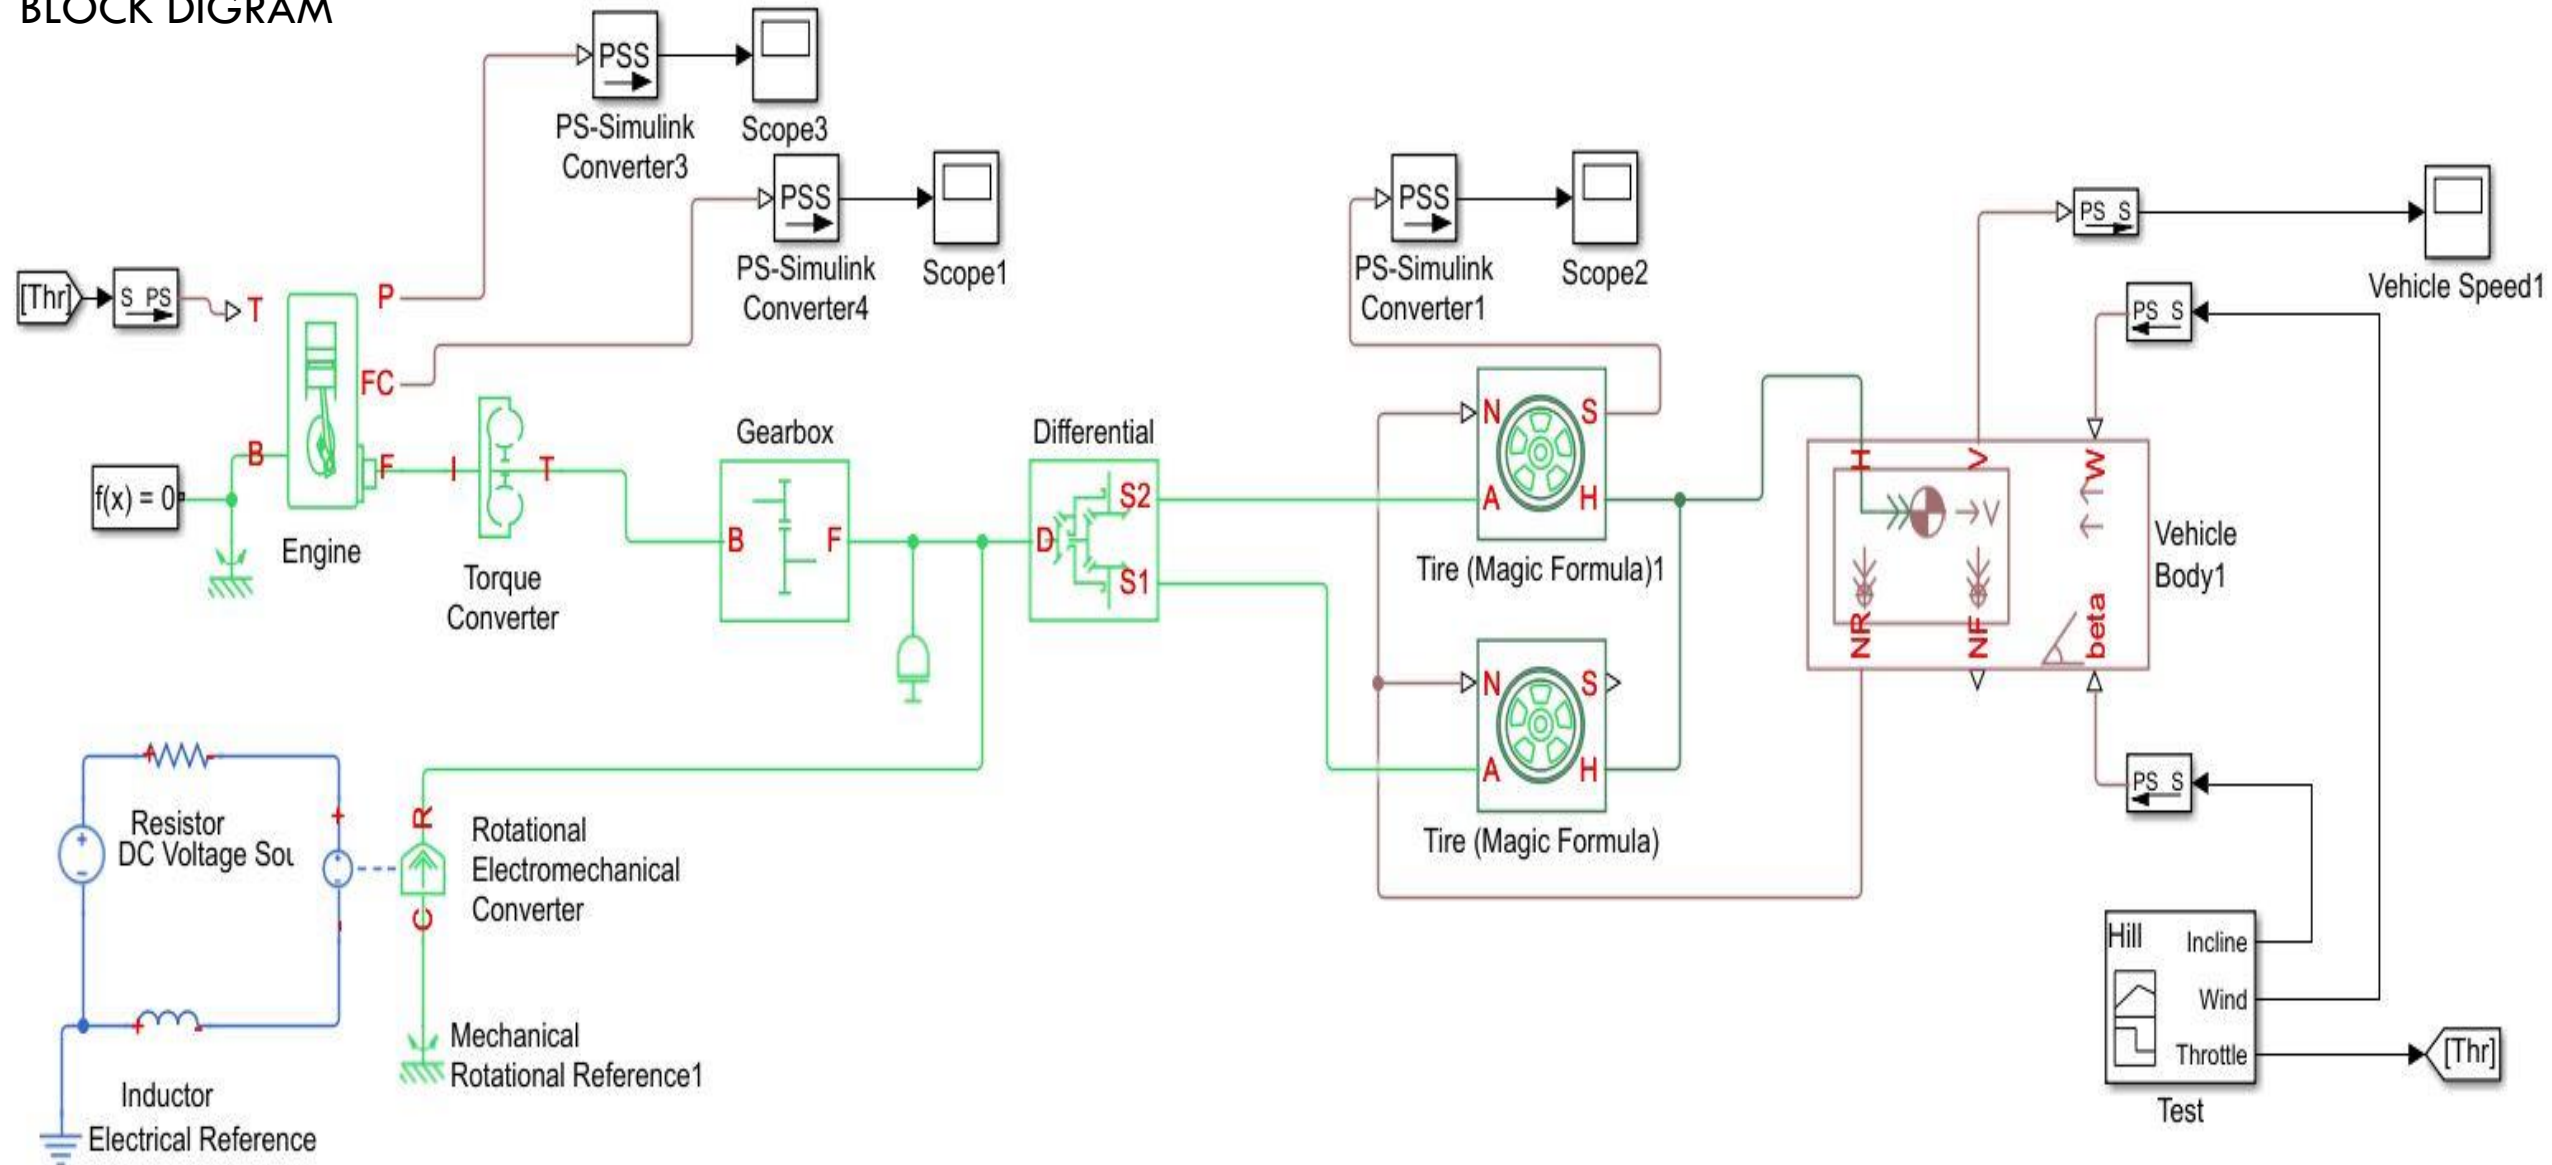 BLOCK DIGRAM
PSS
PS-Simulink
Converter3
Scope3
PSS
PS-Simulink
Converter4
Scope1
PSS
PS-Simulink
Converter1
Scope2
PS S
Vehicle Speed1
[Thr]
S PS
T
P
FC
B
F
f(x) = 0
Engine
I
T
Torque
Converter
Gearbox
B
F
Differential
D
S2
S1
N
S
A
H
Tire (Magic Formula)1
N
S
A
H
Tire (Magic Formula)
PS S
H
V
W
V
NR
NF
beta
Vehicle
Body1
PS S
+
-
Resistor
DC Voltage Sou
+
-
+
-
+
-
R
C
Rotational
Electromechanical
Converter
Mechanical
Rotational Reference1
+
-
Inductor
Electrical Reference
Hill
Incline
Wind
Throttle
Test
[Thr]